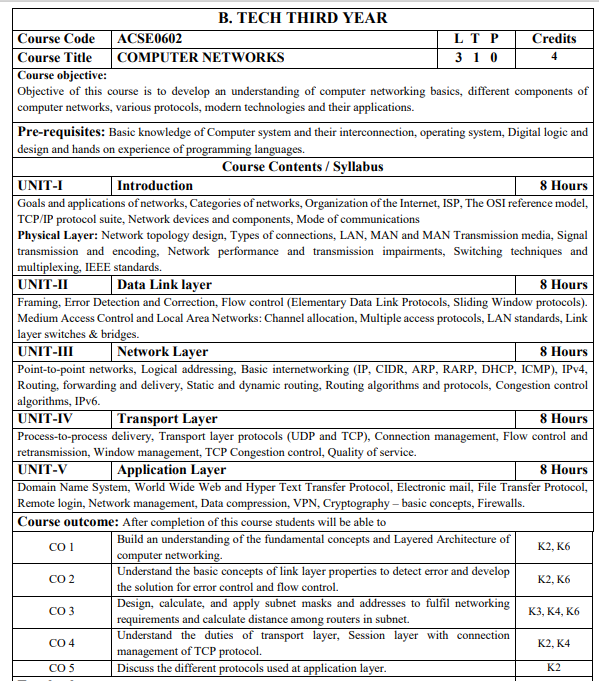 B. TECH THIRD YEAR
Course Code ACSE0602 L T P Credits
Course Title COMPUTER NETWORKS 3 1 0 4
Course objective:
Objective of this course is to develop an understanding of computer networking basics, different components of
computer networks, various protocols, modern technologies and their applications.
Pre-requisites: Basic knowledge of Computer system and their interconnection, operating system, Digital logic and
design and hands on experience of programming languages.
Course Contents / Syllabus
UNIT-I Introduction 8 Hours
Goals and applications of networks, Categories of networks, Organization of the Internet, ISP, The OSI reference model,
TCP/IP protocol suite, Network devices and components, Mode of communications
Physical Layer: Network topology design, Types of connections, LAN, MAN and MAN Transmission media, Signal
transmission and encoding, Network performance and transmission impairments, Switching techniques and
multiplexing, IEEE standards.
UNIT-II Data Link layer 8 Hours
Framing, Error Detection and Correction, Flow control (Elementary Data Link Protocols, Sliding Window protocols).
Medium Access Control and Local Area Networks: Channel allocation, Multiple access protocols, LAN standards, Link
layer switches & bridges.
UNIT-III Network Layer 8 Hours
Point-to-point networks, Logical addressing, Basic internetworking (IP, CIDR, ARP, RARP, DHCP, ICMP), IPv4,
Routing, forwarding and delivery, Static and dynamic routing, Routing algorithms and protocols, Congestion control
algorithms, IPv6.
UNIT-IV Transport Layer 8 Hours
Process-to-process delivery, Transport layer protocols (UDP and TCP), Connection management, Flow control and
retransmission, Window management, TCP Congestion control, Quality of service.
UNIT-V Application Layer 8 Hours
Domain Name System, World Wide Web and Hyper Text Transfer Protocol, Electronic mail, File Transfer Protocol,
Remote login, Network management, Data compression, VPN, Cryptography – basic concepts, Firewalls.
Course outcome: After completion of this course students will be able to
CO 1 Build an understanding of the fundamental concepts and Layered Architecture of
computer networking. K2, K6
CO 2 Understand the basic concepts of link layer properties to detect error and develop
the solution for error control and flow control. K2, K6
CO 3 Design, calculate, and apply subnet masks and addresses to fulfil networking
requirements and calculate distance among routers in subnet. K3, K4, K6
CO 4 Understand the duties of transport layer, Session layer with connection
management of TCP protocol. K2, K4
CO 5 Discuss the different protocols used at application layer. K2